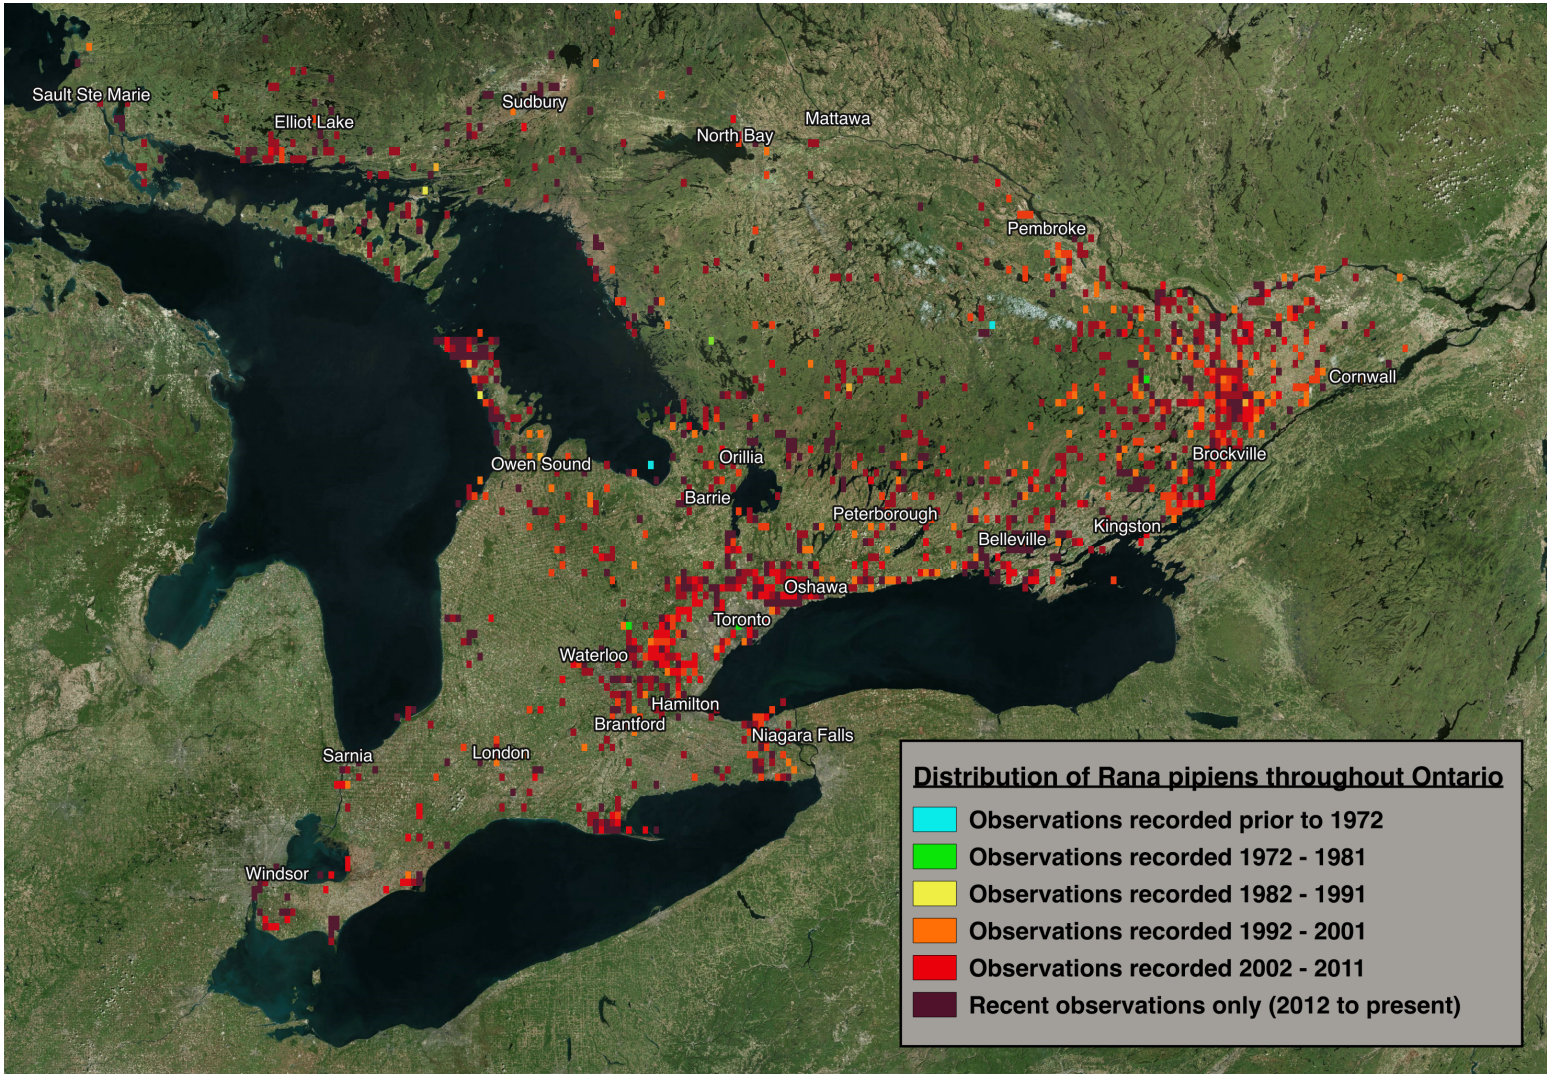 Sault Ste Marie
Elliot Lake
Sudbury
North Bay
Mattawa
Pembroke
Cornwall
Brockville
Owen Sound
Orillia
Barrie
Peterborough
Kingston
Belleville
Oshawa
Toronto
Waterloo
Hamilton
Brantford
Niagara Falls
London
Sarnia
Windsor
Distribution of Rana pipiens throughout Ontario
Observations recorded prior to 1972
Observations recorded 1972 - 1981
Observations recorded 1982 - 1991
Observations recorded 1992 - 2001
Observations recorded 2002 - 2011
Recent observations only (2012 to present)